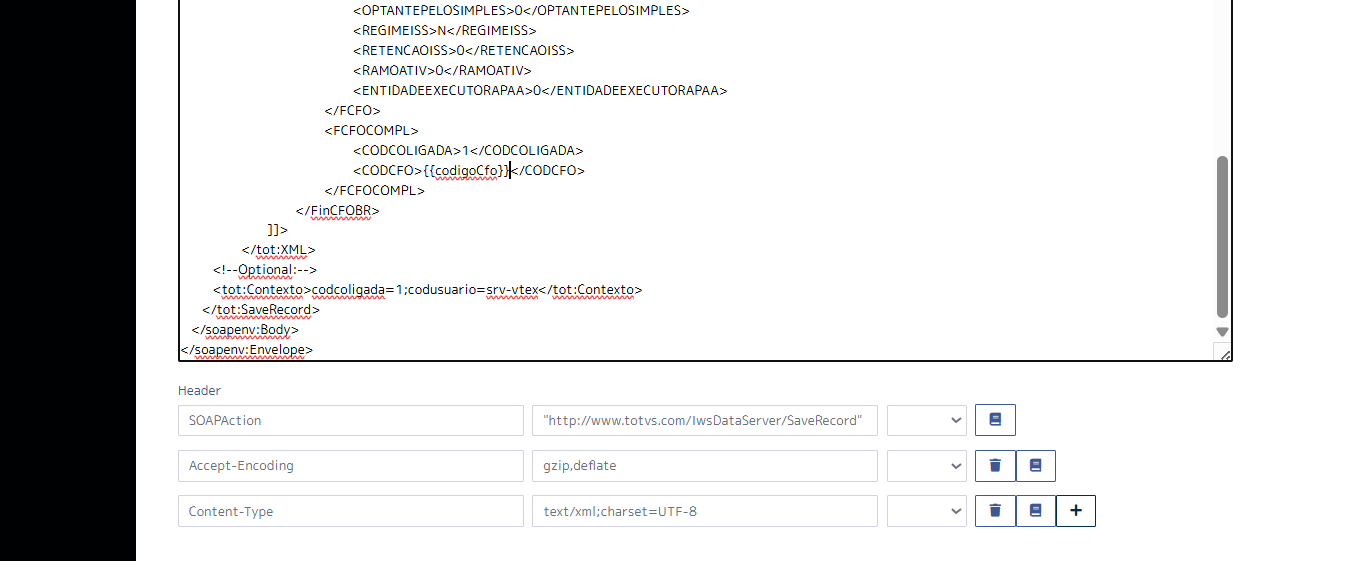 <OPTANTEPELOSIMPLES>0</OPTANTEPELOSIMPLES>
<REGIMEISS>N</REGIMEISS>
<RETENCAOISS>0</RETENCAOISS>
<RAMOATIV>0</RAMOATIV>
<ENTIDADEEXECUTORAPAA>0</ENTIDADEEXECUTORAPAA>
</FCFO>
<FCFOCOMPL>
<CODCOLIGADA>1</CODCOLIGADA>
<CODCFO>{{codigoCfo}}</CODCFO>
</FCFOCOMPL>
</FinCFOBR>
]]>
</tot:XML>
<!--Optional:-->
<tot:Contexto>codcoligada=1;codusuario=srv-vtex</tot:Contexto>
</tot:SaveRecord>
</soapenv:Body>
</soapenv:Envelope>
Header
SOAPAction "http://www.totvs.com/IwsDataServer/SaveRecord"
Accept-Encoding gzip,deflate
Content-Type text/xml;charset=UTF-8